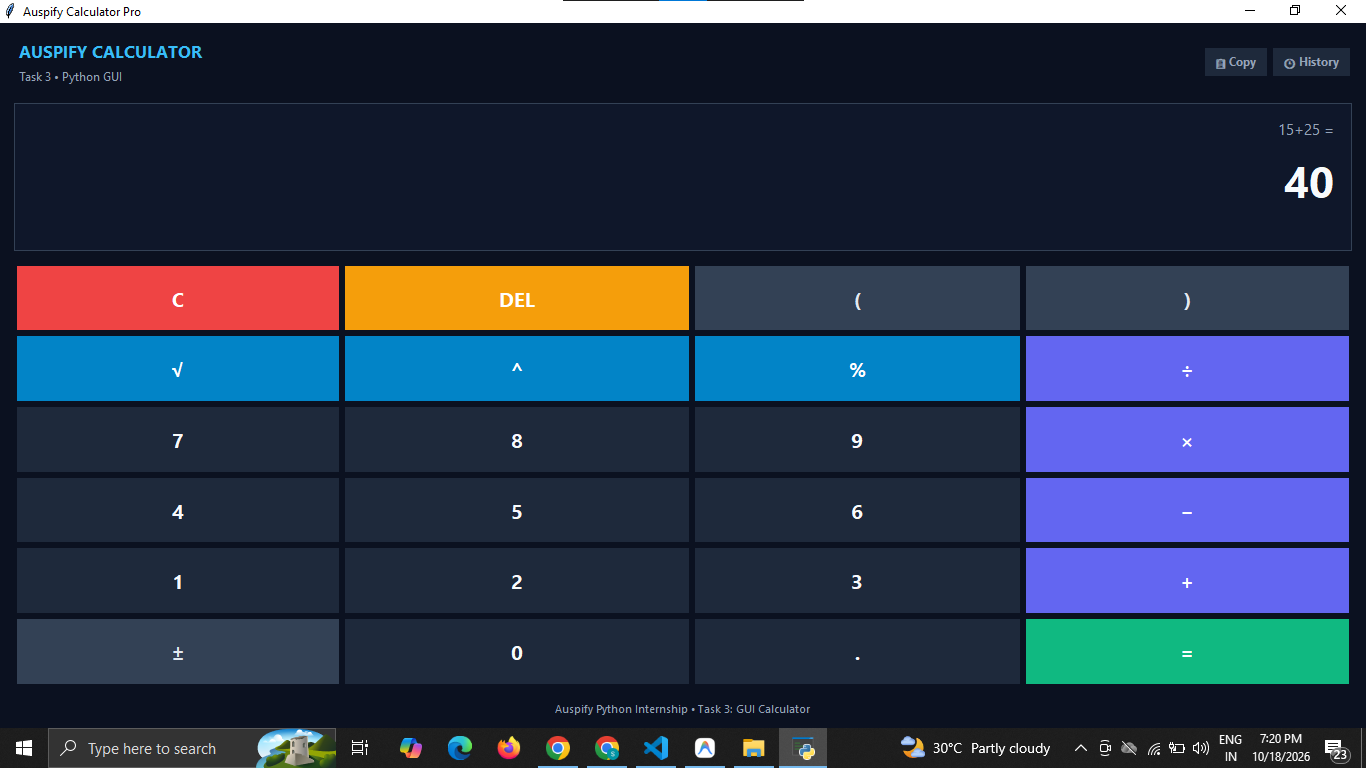 Auspify Calculator Pro
AUSPIFY CALCULATOR
Task 3 • Python GUI
Copy
History
15+25 =
40
C DEL ( )
√ ^ % ÷
7 8 9 ×
4 5 6 −
1 2 3 +
± 0 . =
Auspify Python Internship • Task 3: GUI Calculator
Type here to search
30°C Partly cloudy
ENG
IN
7:20 PM
10/18/2026
23